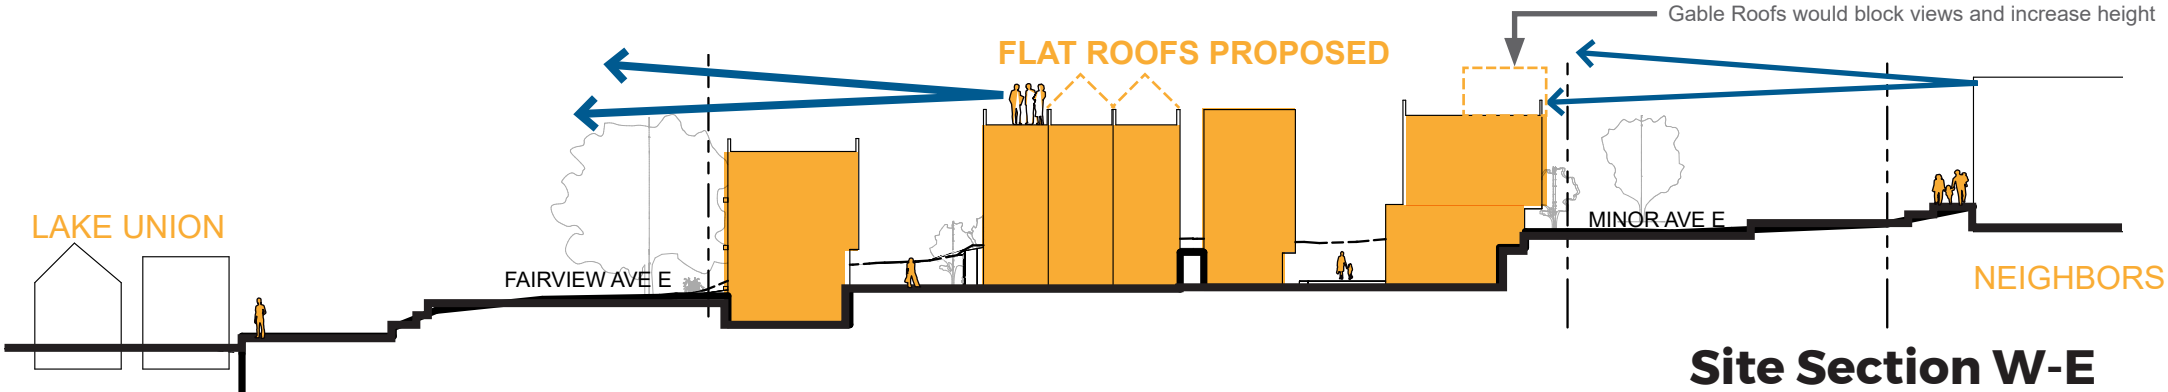 Gable Roofs would block views and increase height
FLAT ROOFS PROPOSED
LAKE UNION
MINOR AVE E
FAIRVIEW AVE E
NEIGHBORS
Site Section W-E